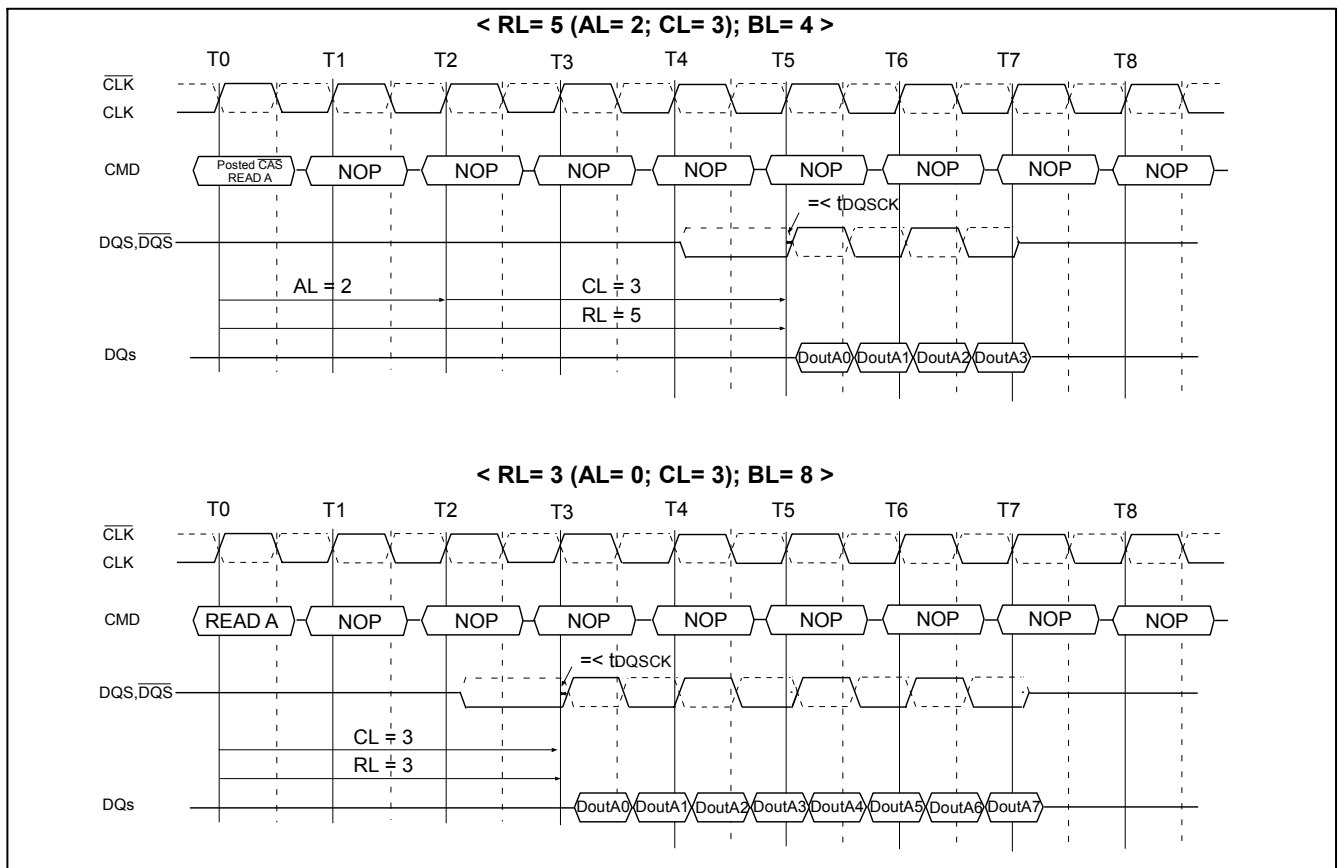 < RL= 5 (AL= 2; CL= 3); BL= 4 >
T0 T1 T2 T3 T4 T5 T6 T7 T8
CLK
CLK
CMD Posted CAS READ A NOP NOP NOP NOP NOP NOP NOP NOP
=< tDQSCK
DQS,DQS
AL = 2 CL = 3
RL = 5
DQs DoutA0 DoutA1 DoutA2 DoutA3
< RL= 3 (AL= 0; CL= 3); BL= 8 >
T0 T1 T2 T3 T4 T5 T6 T7 T8
CLK
CLK
CMD READ A NOP NOP NOP NOP NOP NOP NOP NOP
=< tDQSCK
DQS,DQS
CL = 3
RL = 3
DQs DoutA0 DoutA1 DoutA2 DoutA3 DoutA4 DoutA5 DoutA6 DoutA7